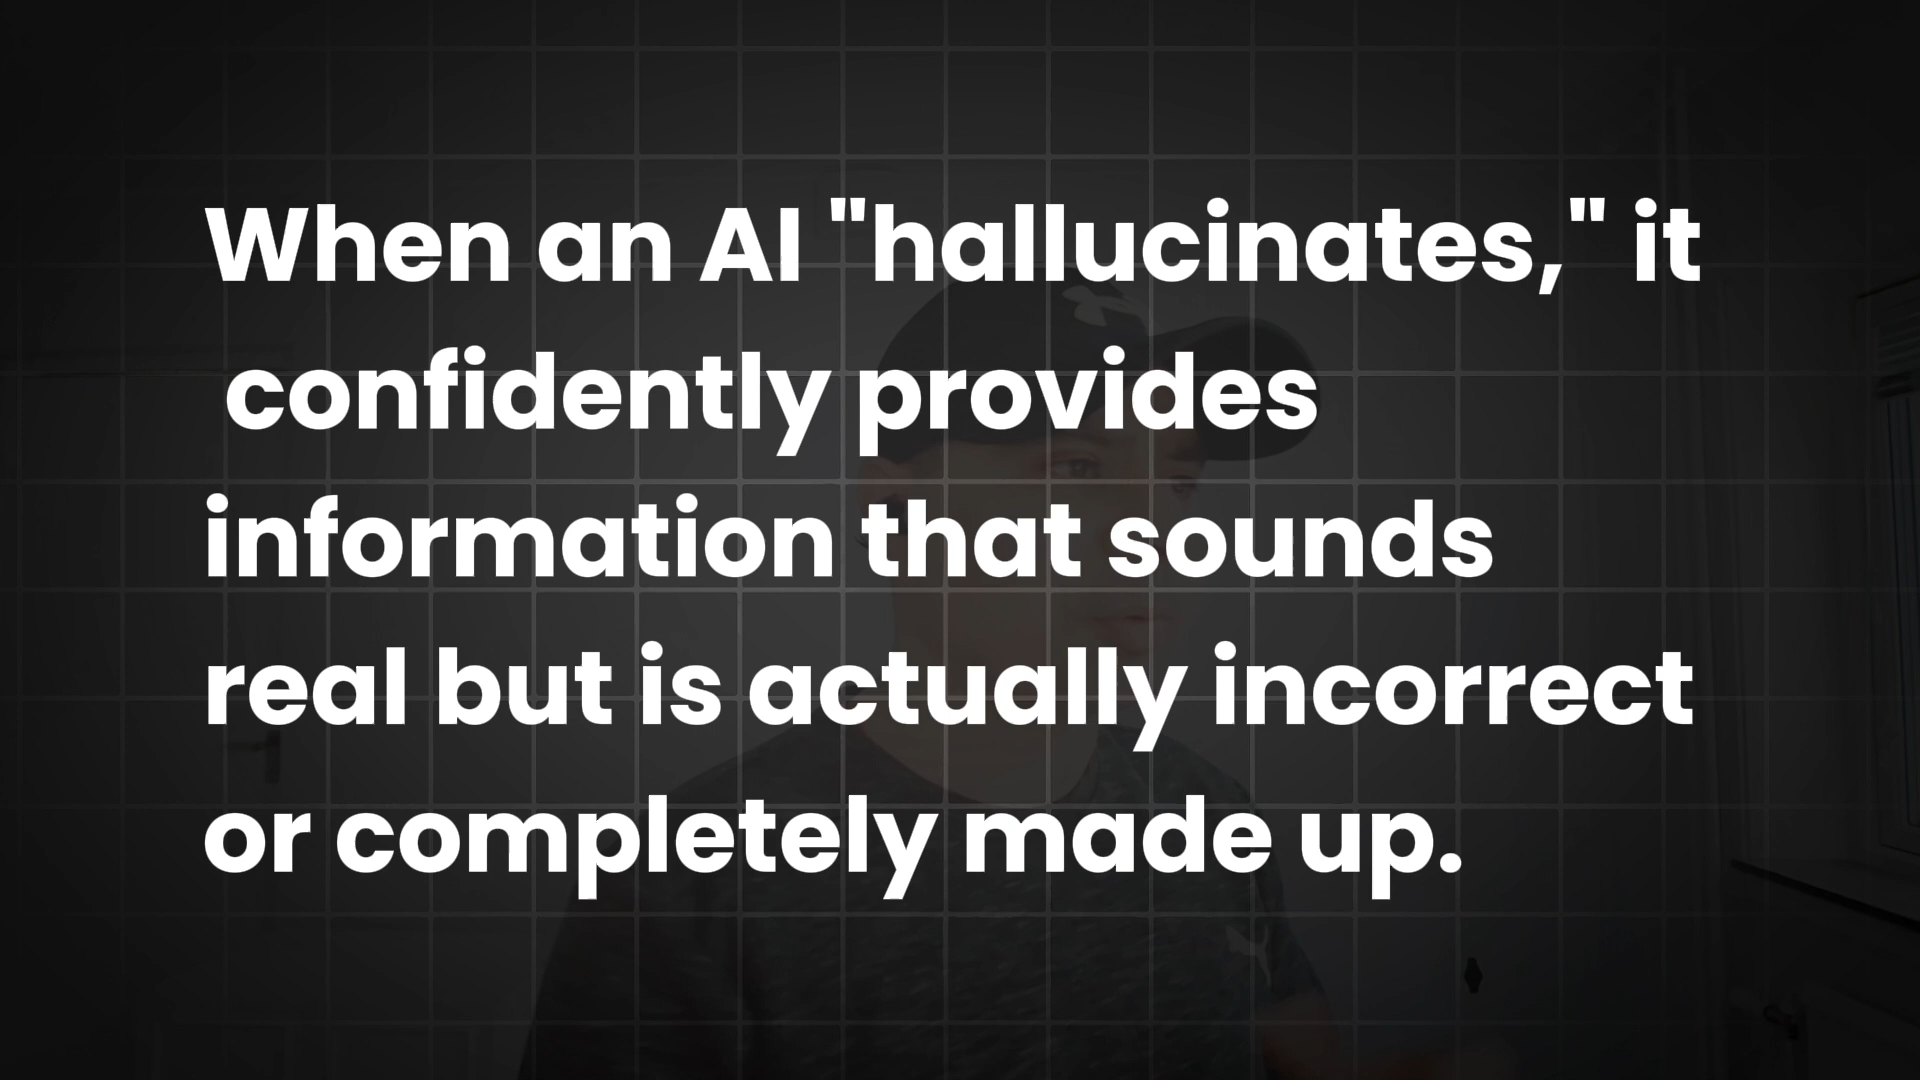 When an AI "hallucinates," it
confidently provides
information that sounds
real but is actually incorrect
or completely made up.